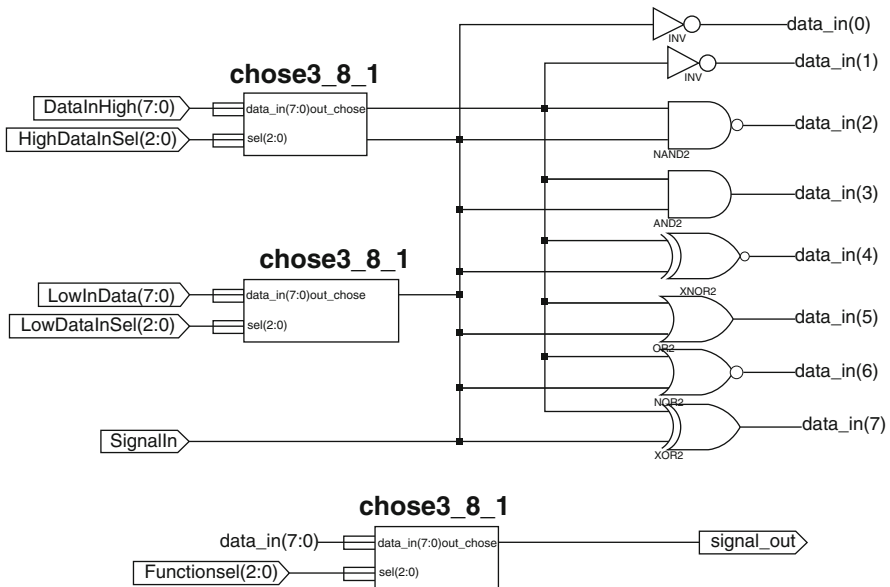 data_in(0)
INV
data_in(1)
INV
chose3_8_1
DataInHigh(7:0)
data_in(7:0)out_chose
HighDataInSel(2:0)
sel(2:0)
data_in(2)
NAND2
data_in(3)
AND2
chose3_8_1
data_in(4)
XNOR2
LowInData(7:0)
data_in(7:0)out_chose
LowDataInSel(2:0)
sel(2:0)
data_in(5)
OR2
data_in(6)
NOR2
data_in(7)
SignalIn
XOR2
chose3_8_1
data_in(7:0)
data_in(7:0)out_chose
signal_out
Functionsel(2:0)
sel(2:0)